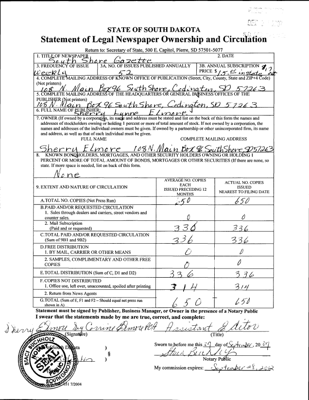 STATE OF SOUTH DAKOTA
Statement of Legal Newspaper Ownership and Circulation
Return to: Secretary of State, 500 E. Capitol, Pierre, SD 57501-5077
1. TITLE OF NEWSPAPER
South Shore Gazette
2. DATE
3. FREQUENCY OF ISSUE
Weekly
3A. NO. OF ISSUES PUBLISHED ANNUALLY
52
3B. ANNUAL SUBSCRIPTION
PRICE $
4. COMPLETE MAILING ADDRESS OF KNOWN OFFICE OF PUBLICATION (Street, City, County, State and ZIP+4 Code)
(Not printers)
108 N. Main Box 96 South Shore, Codington, SD 57263
5. COMPLETE MAILING ADDRESS OF THE HEADQUARTERS OF GENERAL BUSINESS OFFICES OF THE
PUBLISHER (Not printers)
108 N. Main Box 96 South Shore, Codington, SD 57263
6. FULL NAME OF PUBLISHER:
Sherry Lynne Elmore
7. OWNER (If owned by a corporation, its name and address must be stated and list on the back of this form the names and
addresses of stockholders owning or holding 1 percent or more of total amount of stock. If not owned by a corporation, the
names and addresses of the individual owners must be given. If owned by a partnership or other unincorporated firm, its name
and address, as well as that of each individual must be given.
FULL NAME COMPLETE MAILING ADDRESS
Sherry Elmore 108 N Main Box 96 South Shore, SD 57263
8. KNOWN BONDHOLDERS, MORTGAGES, AND OTHER SECURITY HOLDERS OWNING OR HOLDING 1
PERCENT OR MORE OF TOTAL AMOUNT OF BONDS, MORTGAGES OR OTHER SECURITIES (If there are none, so
state. If more space is needed, list on back of this form.
None
9. EXTENT AND NATURE OF CIRCULATION
AVERAGE NO. COPIES
EACH
ISSUED PRECEDING 12
MONTHS
ACTUAL NO. COPIES
ISSUED
NEAREST TO FILING DATE
A. TOTAL NO. COPIES (Net Press Run) 650 650
B. PAID AND/OR REQUESTED CIRCULATION
1. Sales through dealers and carriers, street vendors and
counter sales. 0 0
2. Mail Subscription
(Paid and or requested) 336 336
C. TOTAL PAID AND/OR REQUESTED CIRCULATION
(Sum of 9B1 and 9B2) 336 336
D. FREE DISTRIBUTION
1. BY MAIL, CARRIER OR OTHER MEANS 0 0
2. SAMPLES, COMPLIMENTARY AND OTHER FREE
COPIES 0 0
E. TOTAL DISTRIBUTION (Sum of C, D1 and D2) 336 336
F. COPIES NOT DISTRIBUTED
1. Office use, left over, unaccounted, spoiled after printing 314 314
2. Return from News Agents
G. TOTAL (Sum of E, F1 and F2 – Should equal net press run
shown in A) 650 650
Statement must be signed by Publisher, Business Manager, or Owner in the presence of a Notary Public
I swear that the statements made by me are true, correct, and complete:
Sherry Elmore by Corrine Elmore Assistant Editor
(Signature) (Title)
Sworn to before me this day of September, 20
Notary Public
My commission expires:
SEAL
7/2004